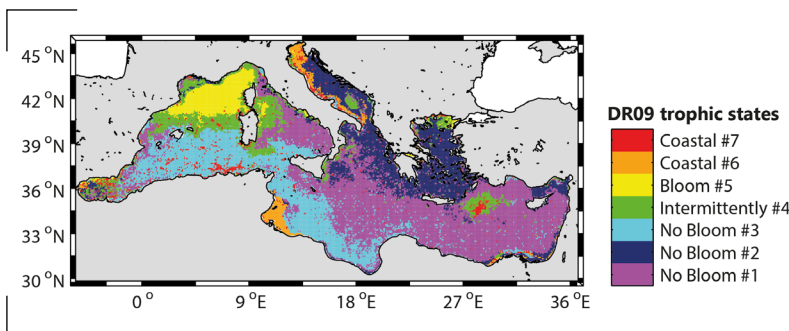 45 °N
42 °N
39 °N
36 °N
33 °N
30 °N
0 °
9 °E
18 °E
27 °E
36 °E
DR09 trophic states
Coastal #7
Coastal #6
Bloom #5
Intermittently #4
No Bloom #3
No Bloom #2
No Bloom #1